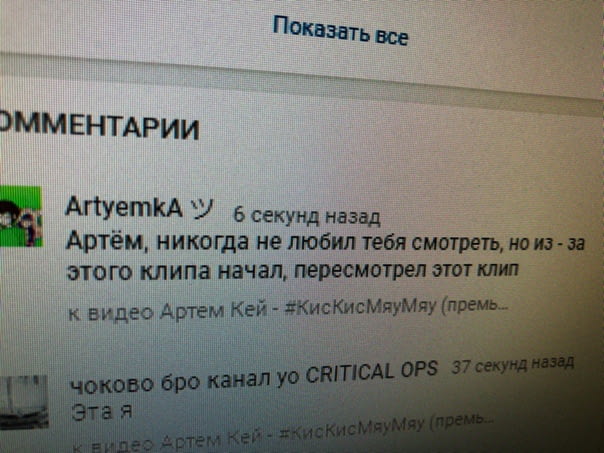 Показать все
ОММЕНТАРИИ
ArtyemkA ツ 6 секунд назад
Артём, никогда не любил тебя смотреть, но из - за
этого клипа начал, пересмотрел этот клип
к видео Артем Кей - #КисКисМяуМяу (премь...
чоково бро канал yo CRITICAL OPS 37 секунд назад
Эта я
к видео Артем Кей - #КисКисМяуМяу (премь...